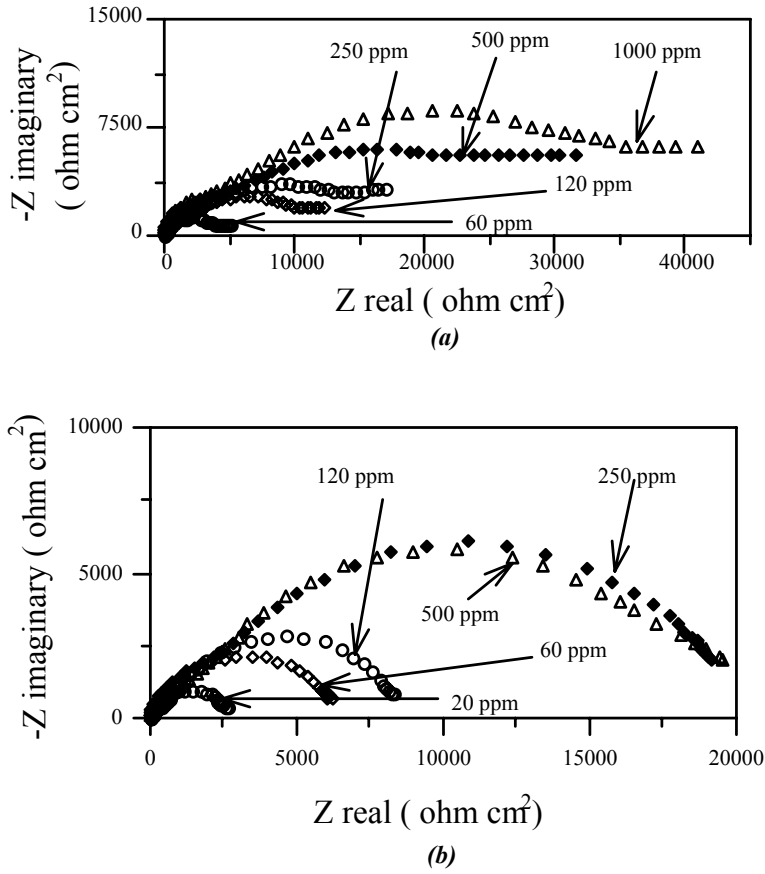 15000
250 ppm
500 ppm
1000 ppm
7500
-Z imaginary
( ohm cm2)
120 ppm
60 ppm
0
0
10000
20000
30000
40000
Z real ( ohm cm2)
(a)
10000
120 ppm
250 ppm
-Z imaginary ( ohm cm2)
5000
500 ppm
60 ppm
20 ppm
0
0
5000
10000
15000
20000
Z real ( ohm cm2)
(b)